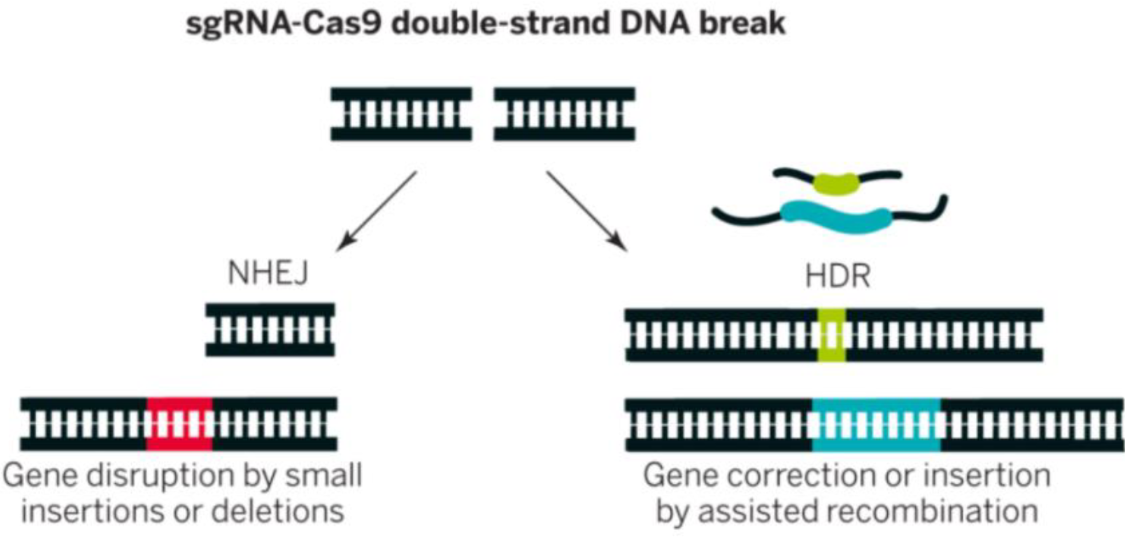 sgRNA-Cas9 double-strand DNA break
NHEJ
HDR
Gene disruption by small
insertions or deletions
Gene correction or insertion
by assisted recombination